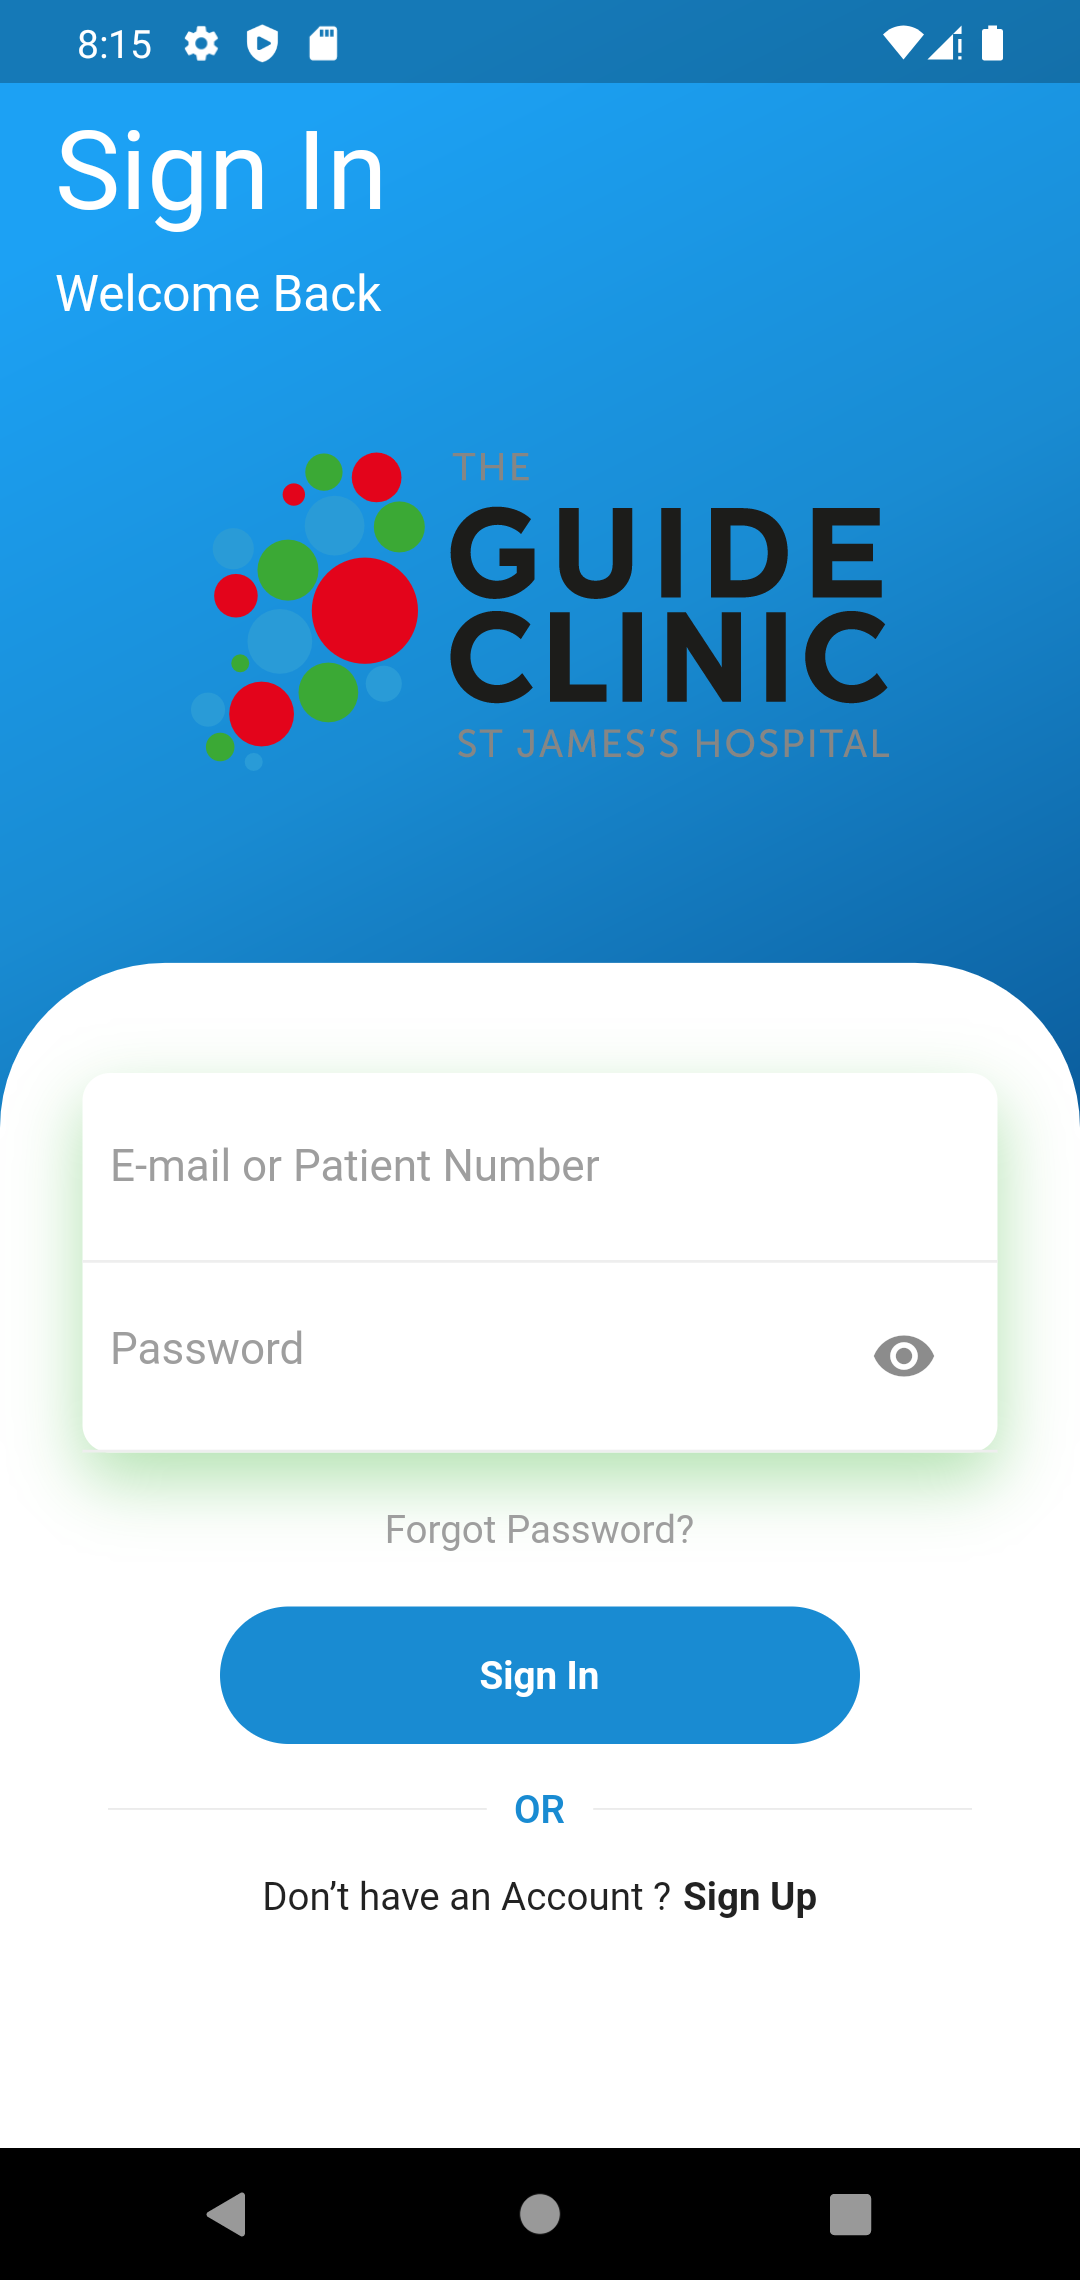 8:15
Sign In
Welcome Back
THE
GUIDE
CLINIC
ST JAMES'S HOSPITAL
E-mail or Patient Number
Password
Forgot Password?
Sign In
OR
Don’t have an Account ? Sign Up